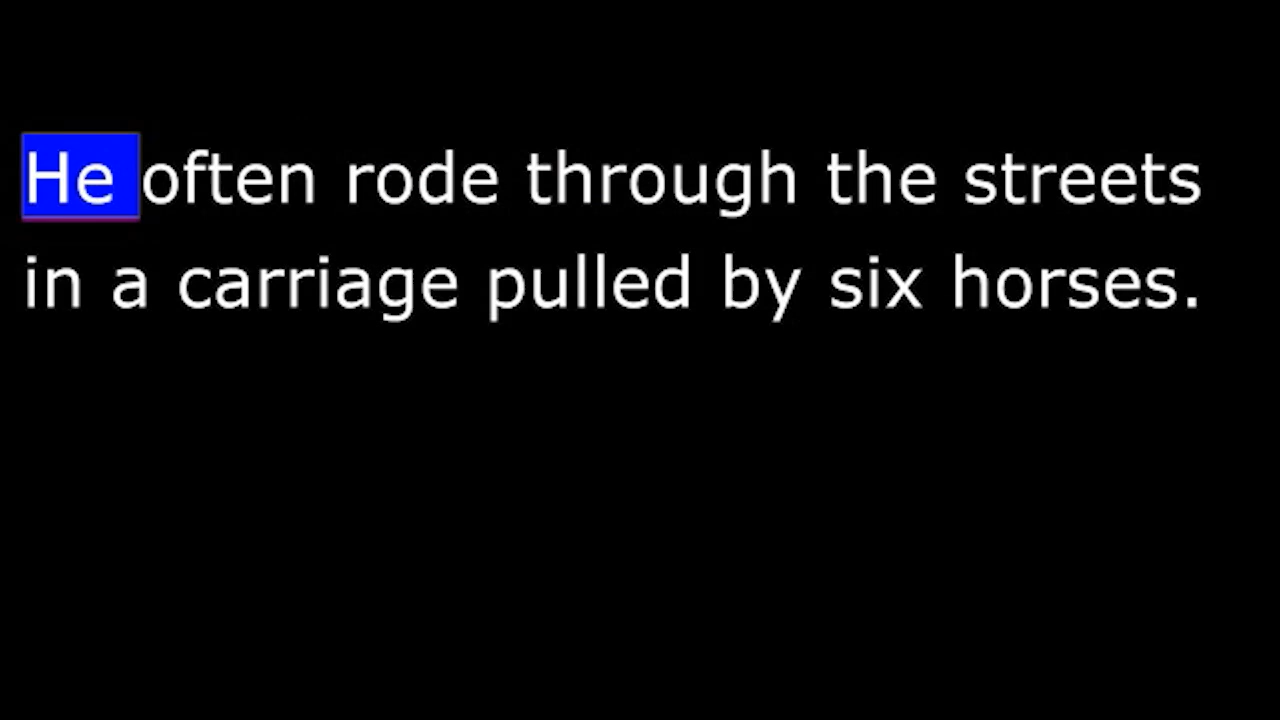 He often rode through the streets
in a carriage pulled by six horses.